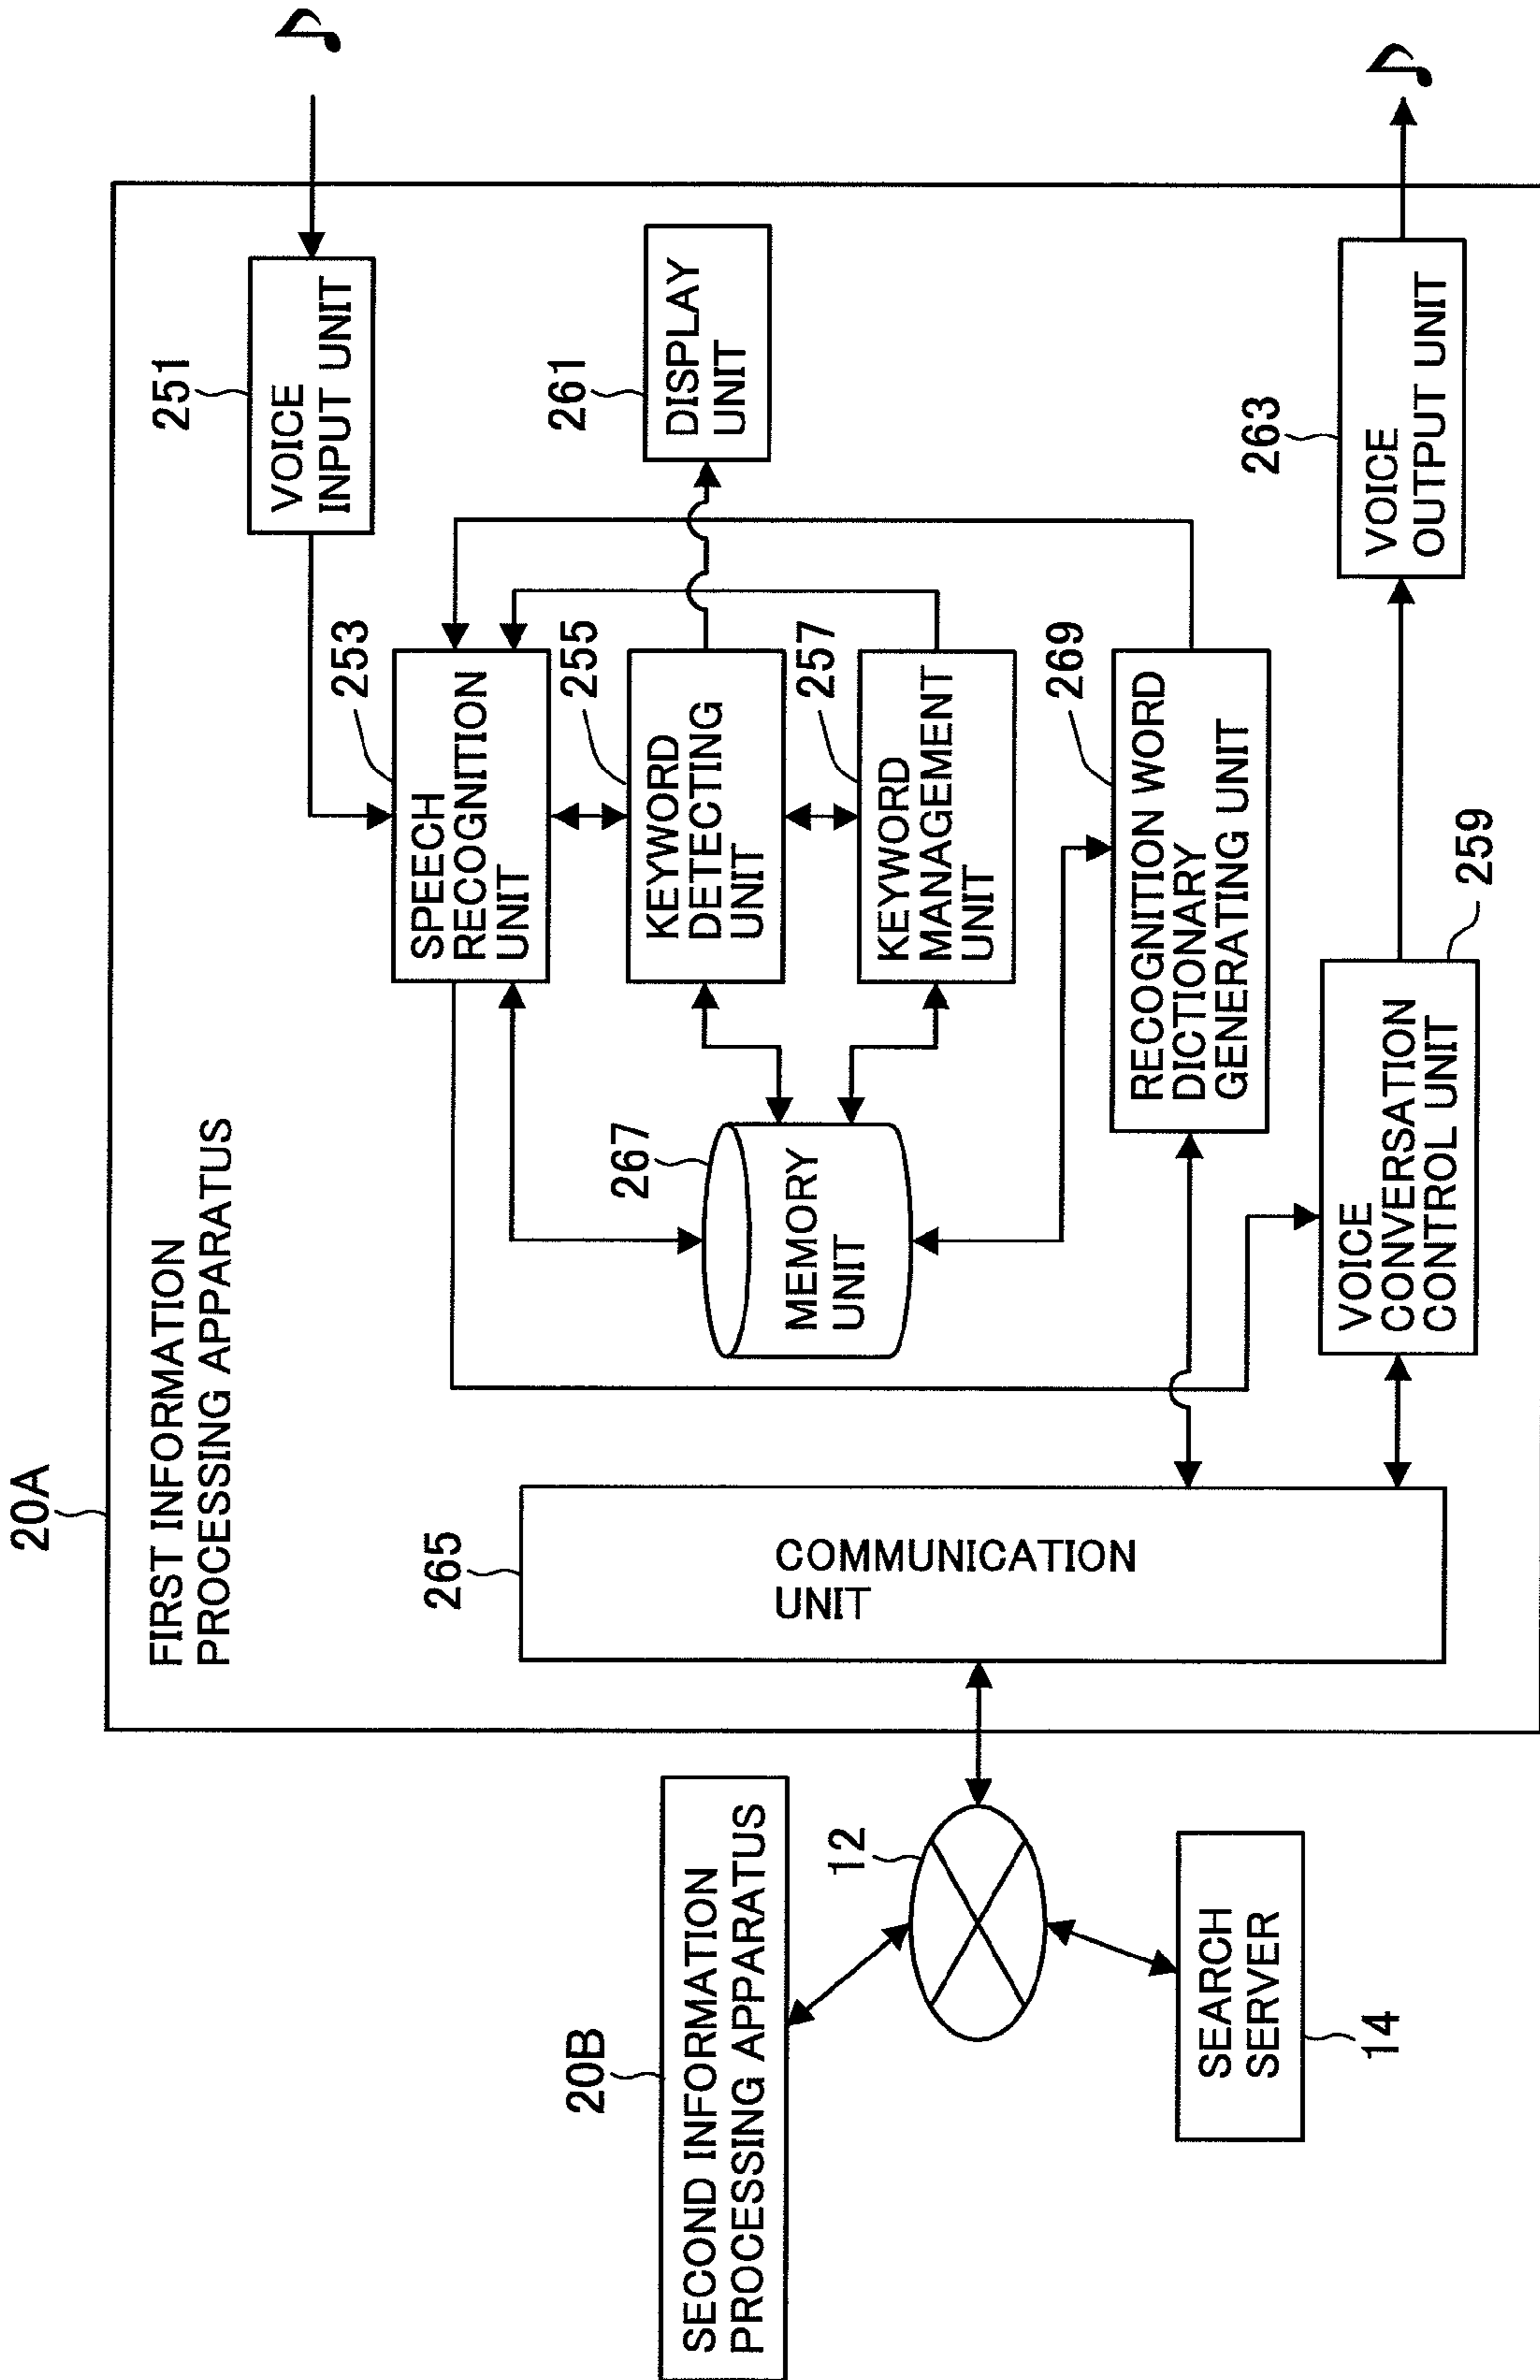 20A
FIRST INFORMATION
PROCESSING APPARATUS
251
VOICE
INPUT UNIT
253
SPEECH
RECOGNITION
UNIT
261
DISPLAY
UNIT
255
KEYWORD
DETECTING
UNIT
257
KEYWORD
MANAGEMENT
UNIT
267
MEMORY
UNIT
269
RECOGNITION WORD
DICTIONARY
GENERATING UNIT
263
VOICE
OUTPUT UNIT
259
VOICE
CONVERSATION
CONTROL UNIT
265
COMMUNICATION
UNIT
20B
SECOND INFORMATION
PROCESSING APPARATUS
12
SEARCH
SERVER
14